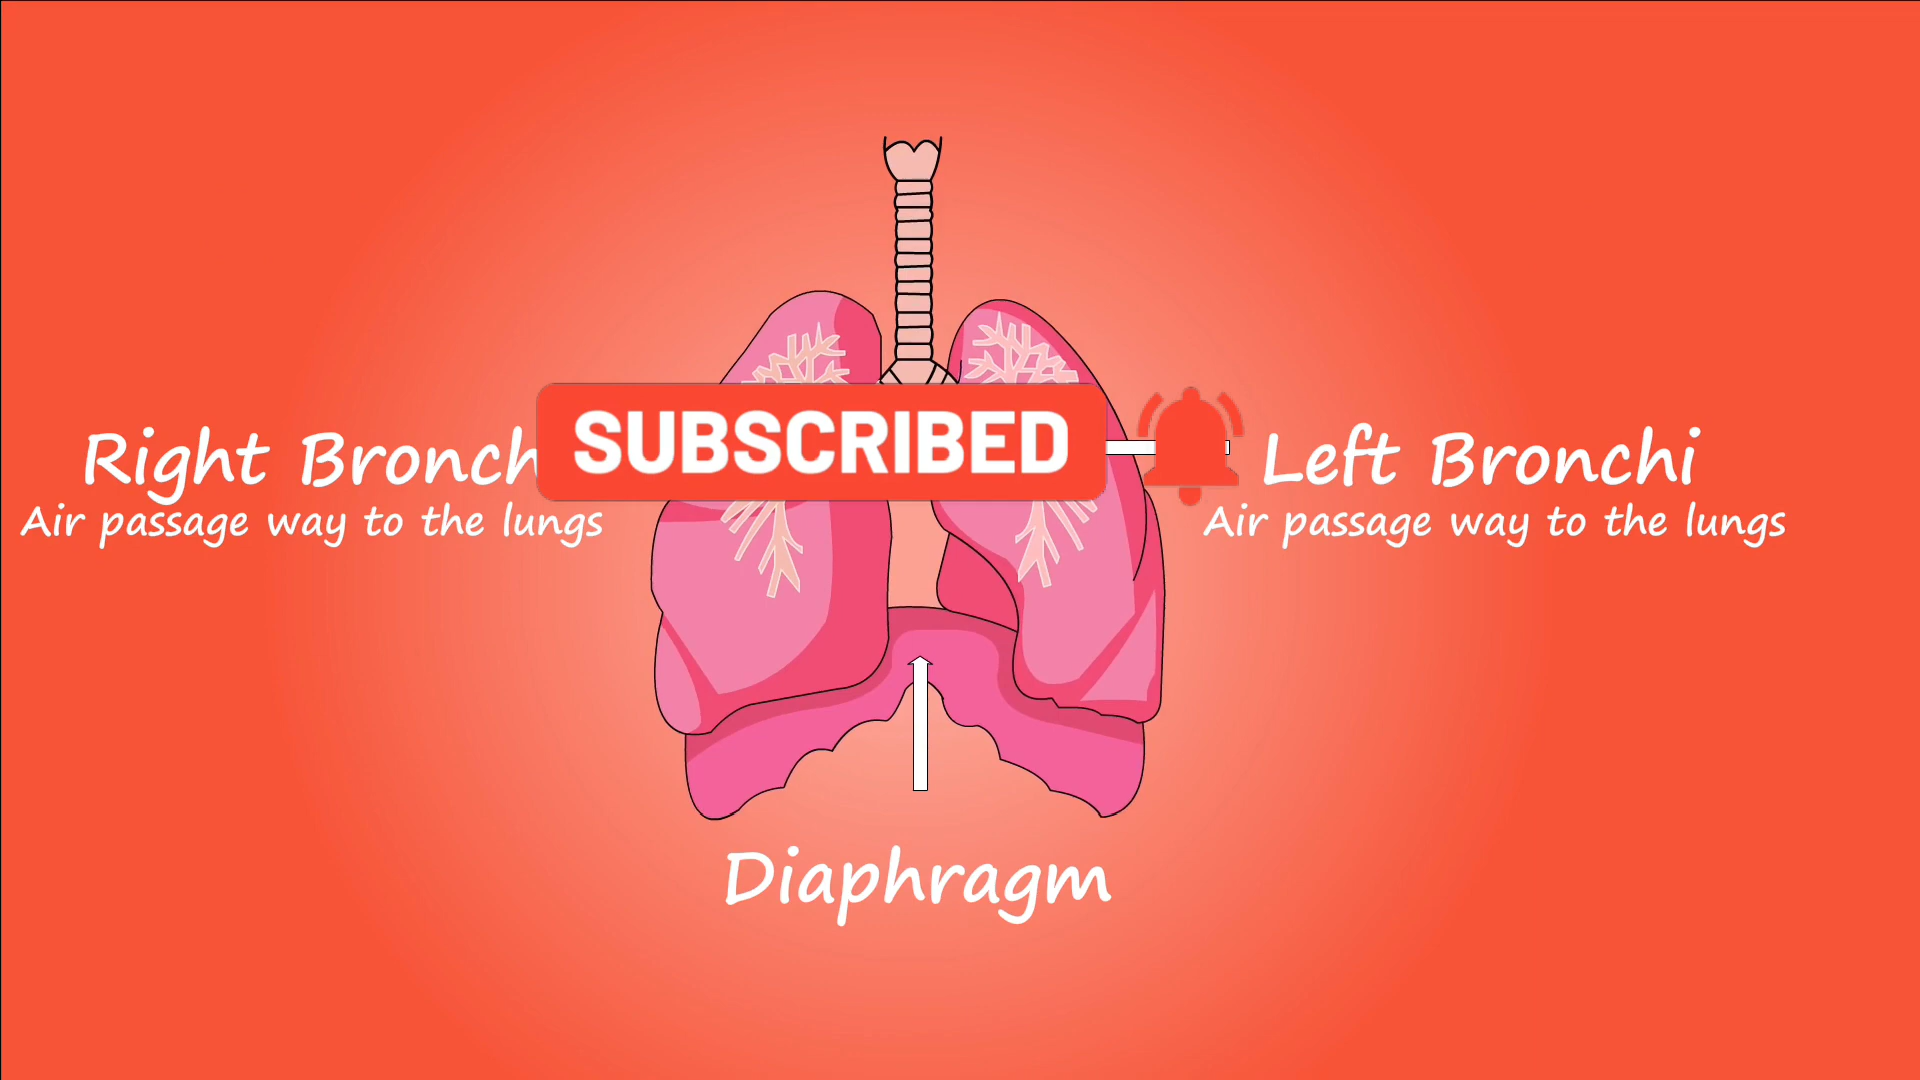 SUBSCRIBED
Right Bronch
Air passage way to the lungs
Left Bronchi
Air passage way to the lungs
Diaphragm